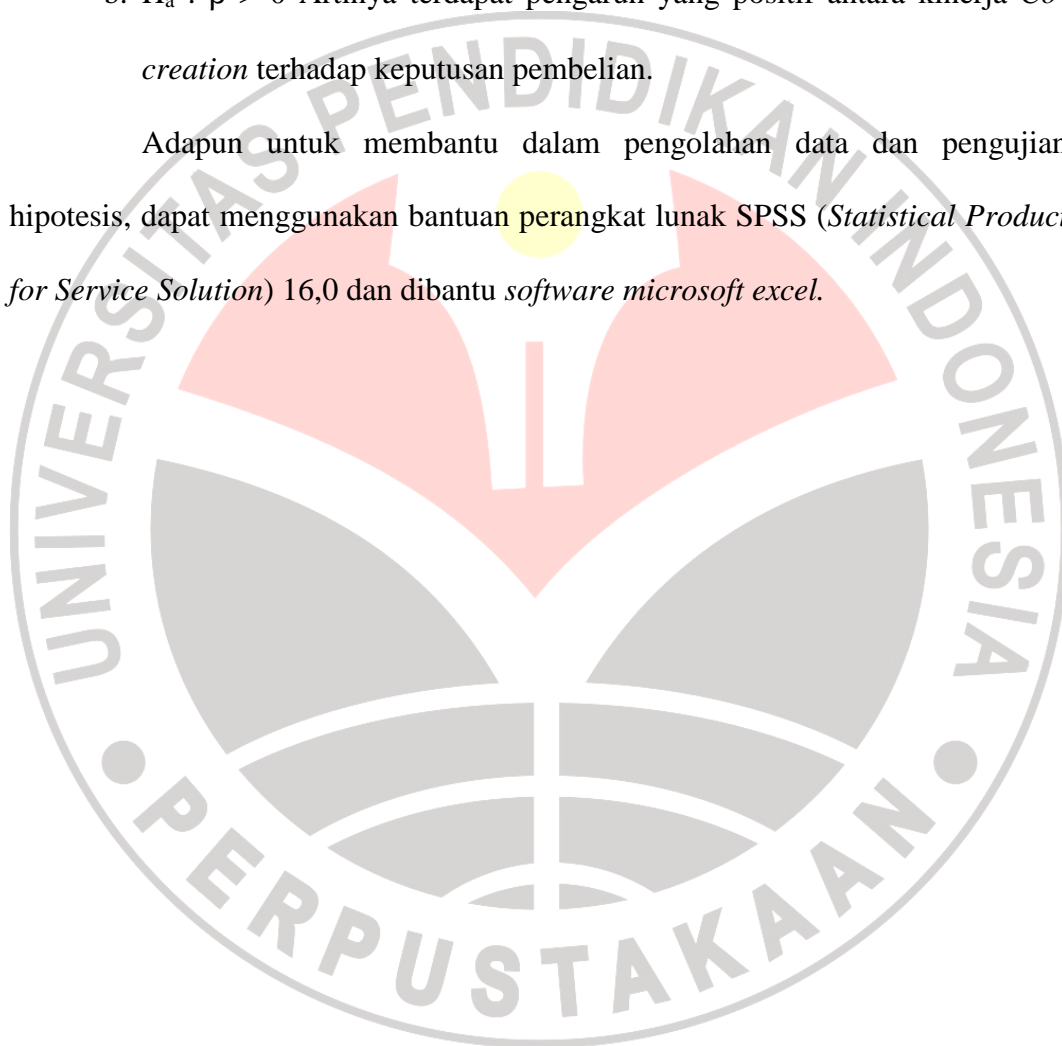 b. Hₐ : β > 0 Artinya terdapat pengaruh yang positif antara kinerja Co-
creation terhadap keputusan pembelian.
Adapun untuk membantu dalam pengolahan data dan pengujian
hipotesis, dapat menggunakan bantuan perangkat lunak SPSS (Statistical Product
for Service Solution) 16,0 dan dibantu software microsoft excel.
UNIVERSITAS PENDIDIKAN INDONESIA
PERPUSTAKAAN